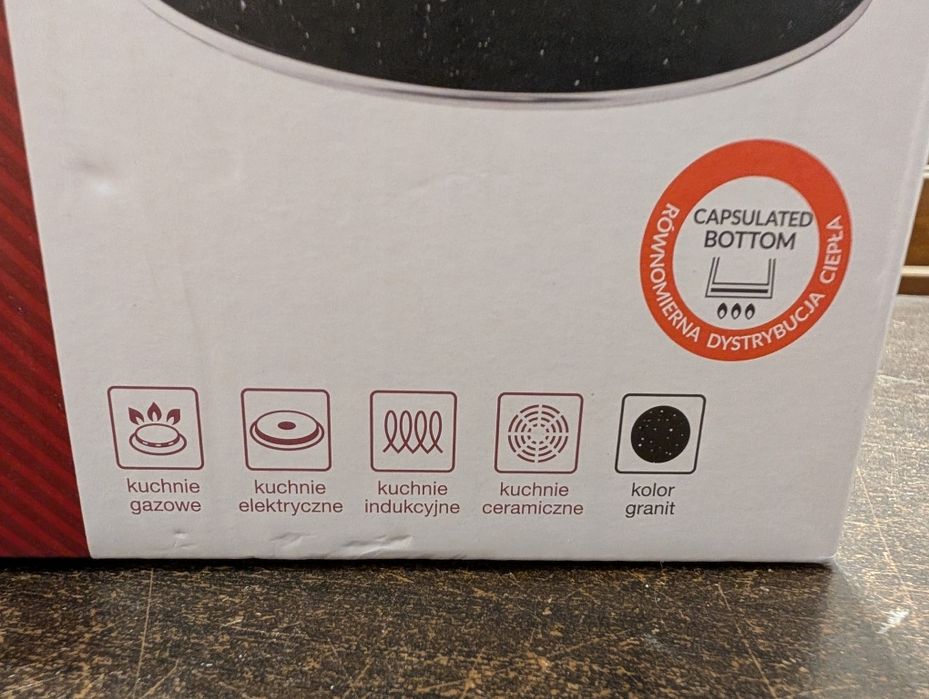 CAPSULATED
BOTTOM
RÓWNOMIERNA DYSTRYBUCJA CIEPŁA
kuchnie
gazowe
kuchnie
elektryczne
kuchnie
indukcyjne
kuchnie
ceramiczne
kolor
granit